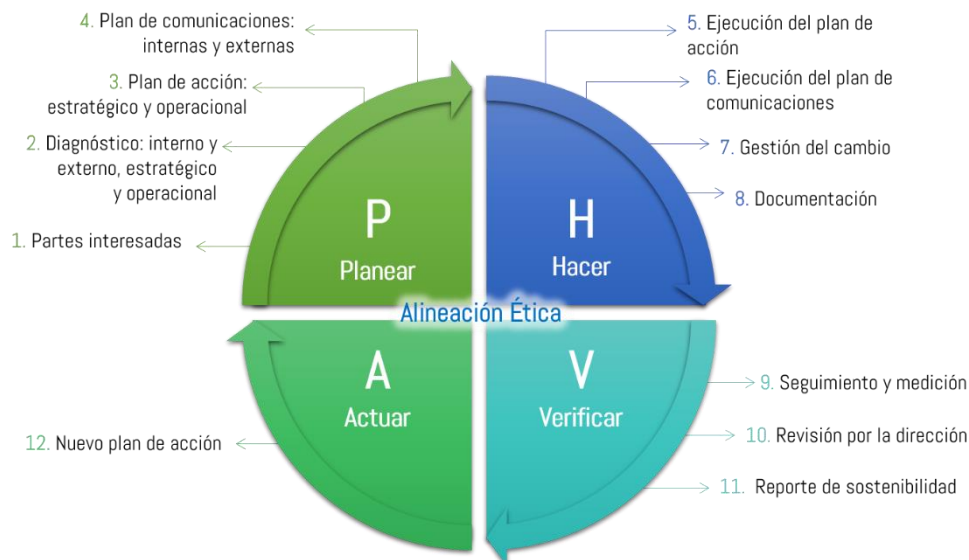 4. Plan de comunicaciones:
internas y externas
3. Plan de acción:
estratégico y operacional
2. Diagnóstico: interno y
externo, estratégico
y operacional
1. Partes interesadas
P
Planear
5. Ejecución del plan de
acción
6. Ejecución del plan de
comunicaciones
7. Gestión del cambio
8. Documentación
H
Hacer
Alineación Ética
A
Actuar
12. Nuevo plan de acción
V
Verificar
9. Seguimiento y medición
10. Revisión por la dirección
11. Reporte de sostenibilidad